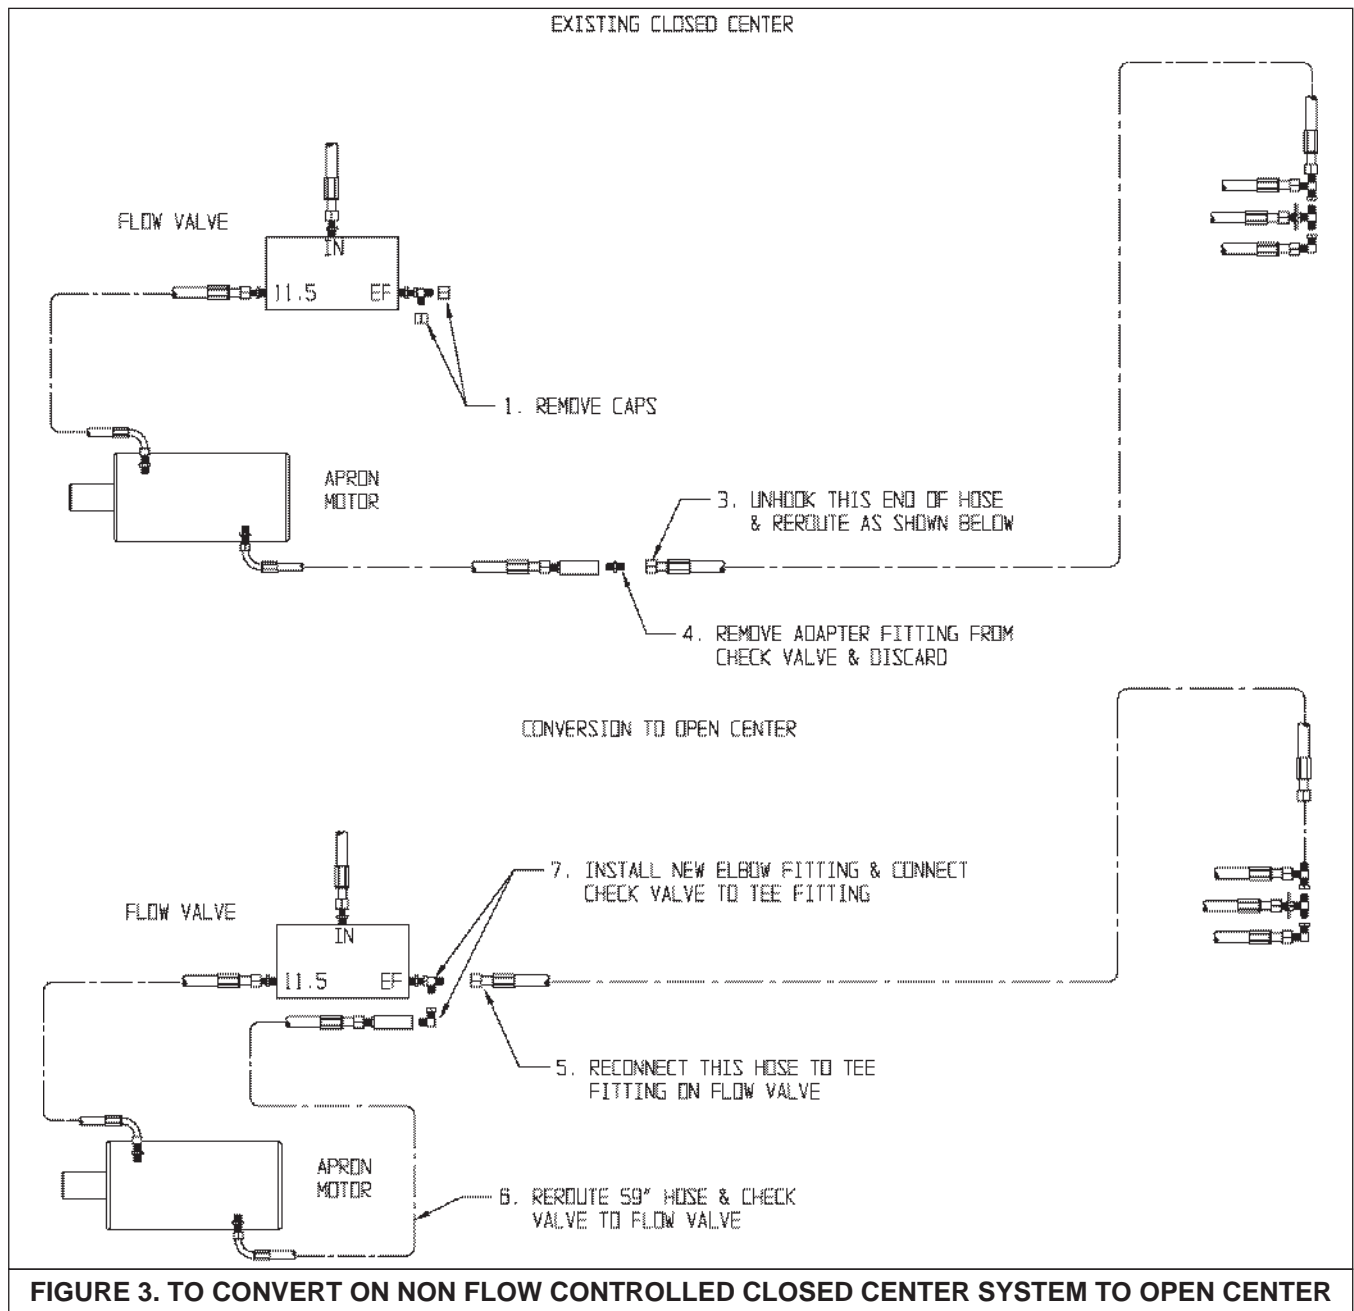 EXISTING CLOSED CENTER
FLOW VALVE
IN
11.5 EF
1. REMOVE CAPS
APRON
MOTOR
3. UNHOOK THIS END OF HOSE
& REROUTE AS SHOWN BELOW
4. REMOVE ADAPTER FITTING FROM
CHECK VALVE & DISCARD
CONVERSION TO OPEN CENTER
7. INSTALL NEW ELBOW FITTING & CONNECT
CHECK VALVE TO TEE FITTING
FLOW VALVE
IN
11.5 EF
5. RECONNECT THIS HOSE TO TEE
FITTING ON FLOW VALVE
APRON
MOTOR
6. REROUTE 59" HOSE & CHECK
VALVE TO FLOW VALVE
FIGURE 3. TO CONVERT ON NON FLOW CONTROLLED CLOSED CENTER SYSTEM TO OPEN CENTER